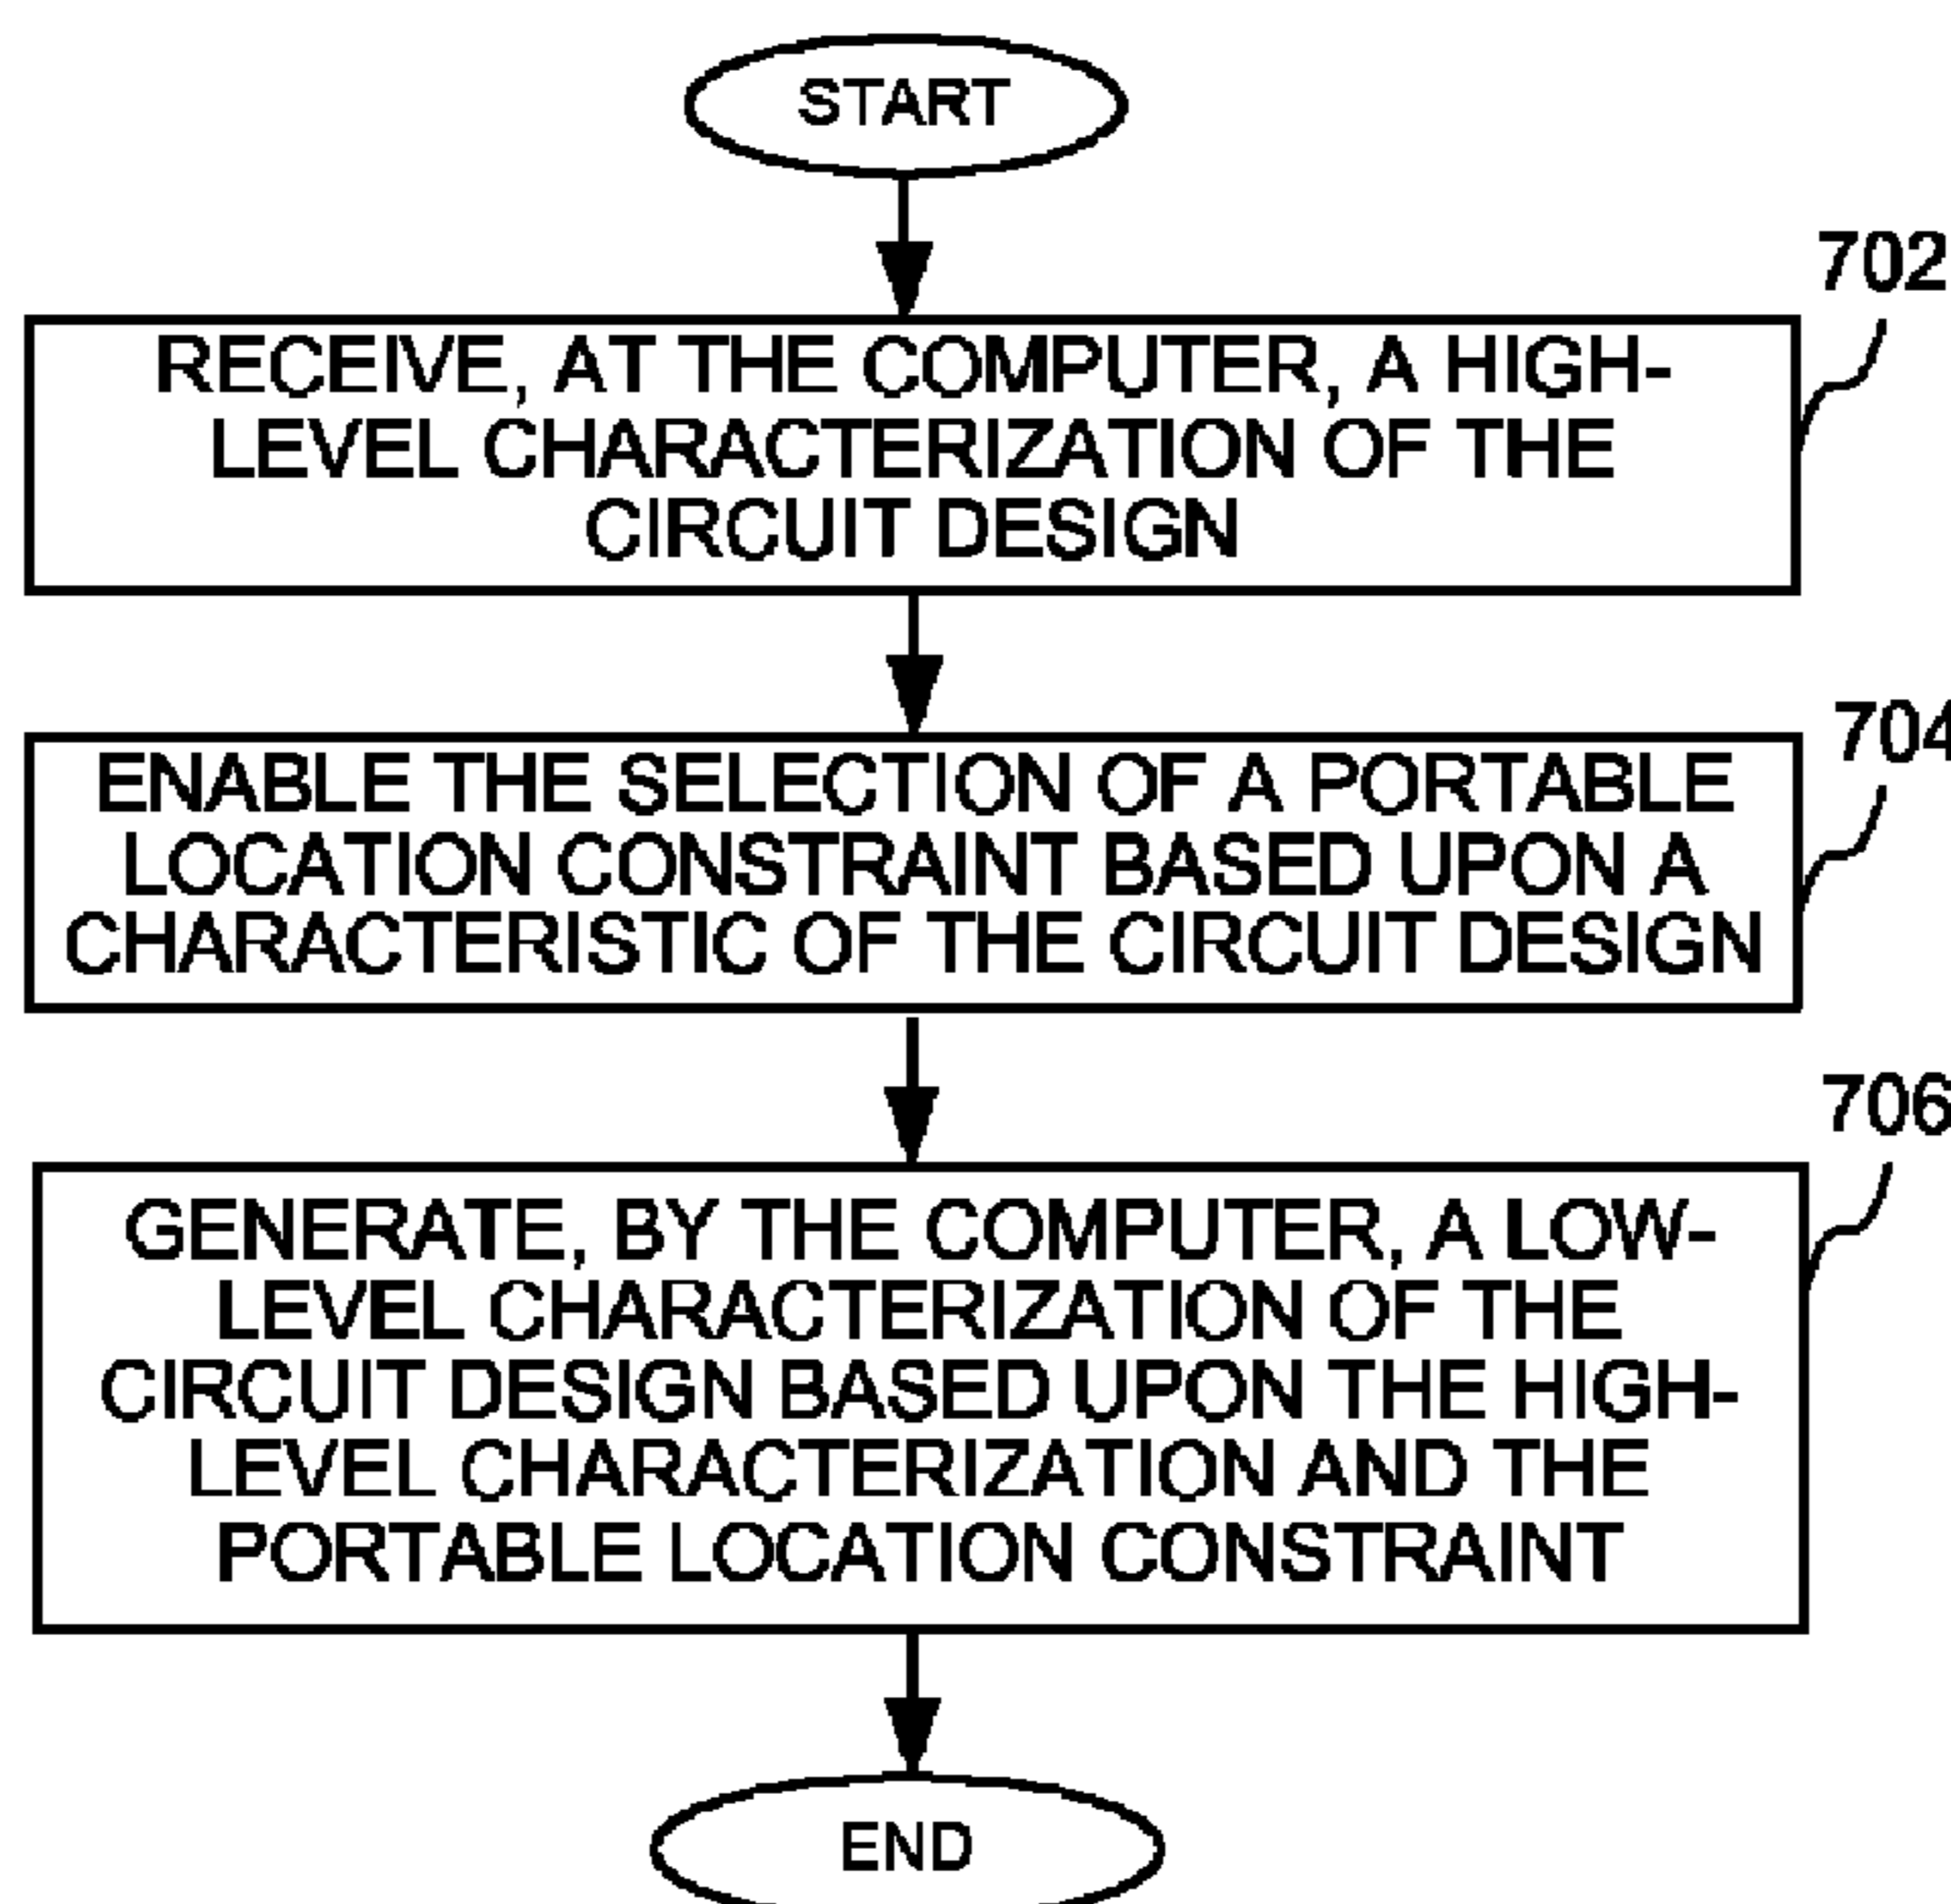 START
702
RECEIVE, AT THE COMPUTER, A HIGH-
LEVEL CHARACTERIZATION OF THE
CIRCUIT DESIGN
704
ENABLE THE SELECTION OF A PORTABLE
LOCATION CONSTRAINT BASED UPON A
CHARACTERISTIC OF THE CIRCUIT DESIGN
706
GENERATE, BY THE COMPUTER, A LOW-
LEVEL CHARACTERIZATION OF THE
CIRCUIT DESIGN BASED UPON THE HIGH-
LEVEL CHARACTERIZATION AND THE
PORTABLE LOCATION CONSTRAINT
END